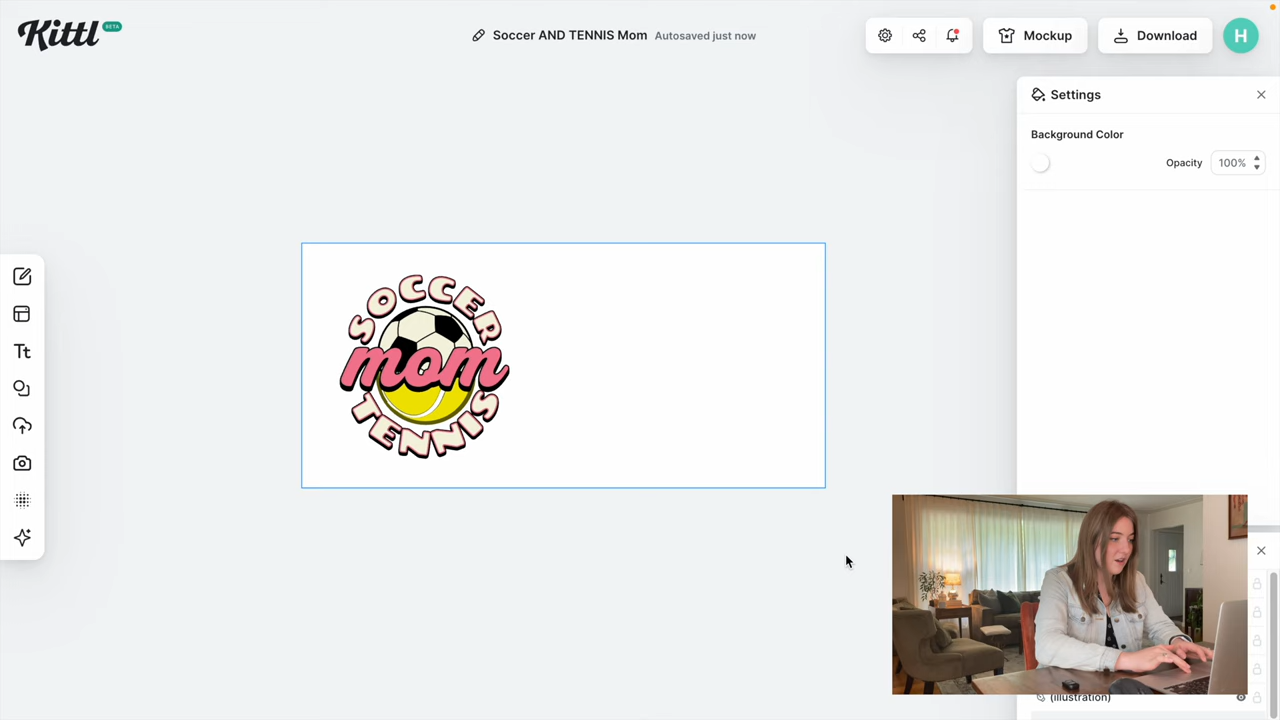 Kittl BETA
Soccer AND TENNIS Mom Autosaved just now
Mockup
Download
H
Settings
Background Color
Opacity 100%
Tt
SOCCER
mom
TENNIS
(illustration)